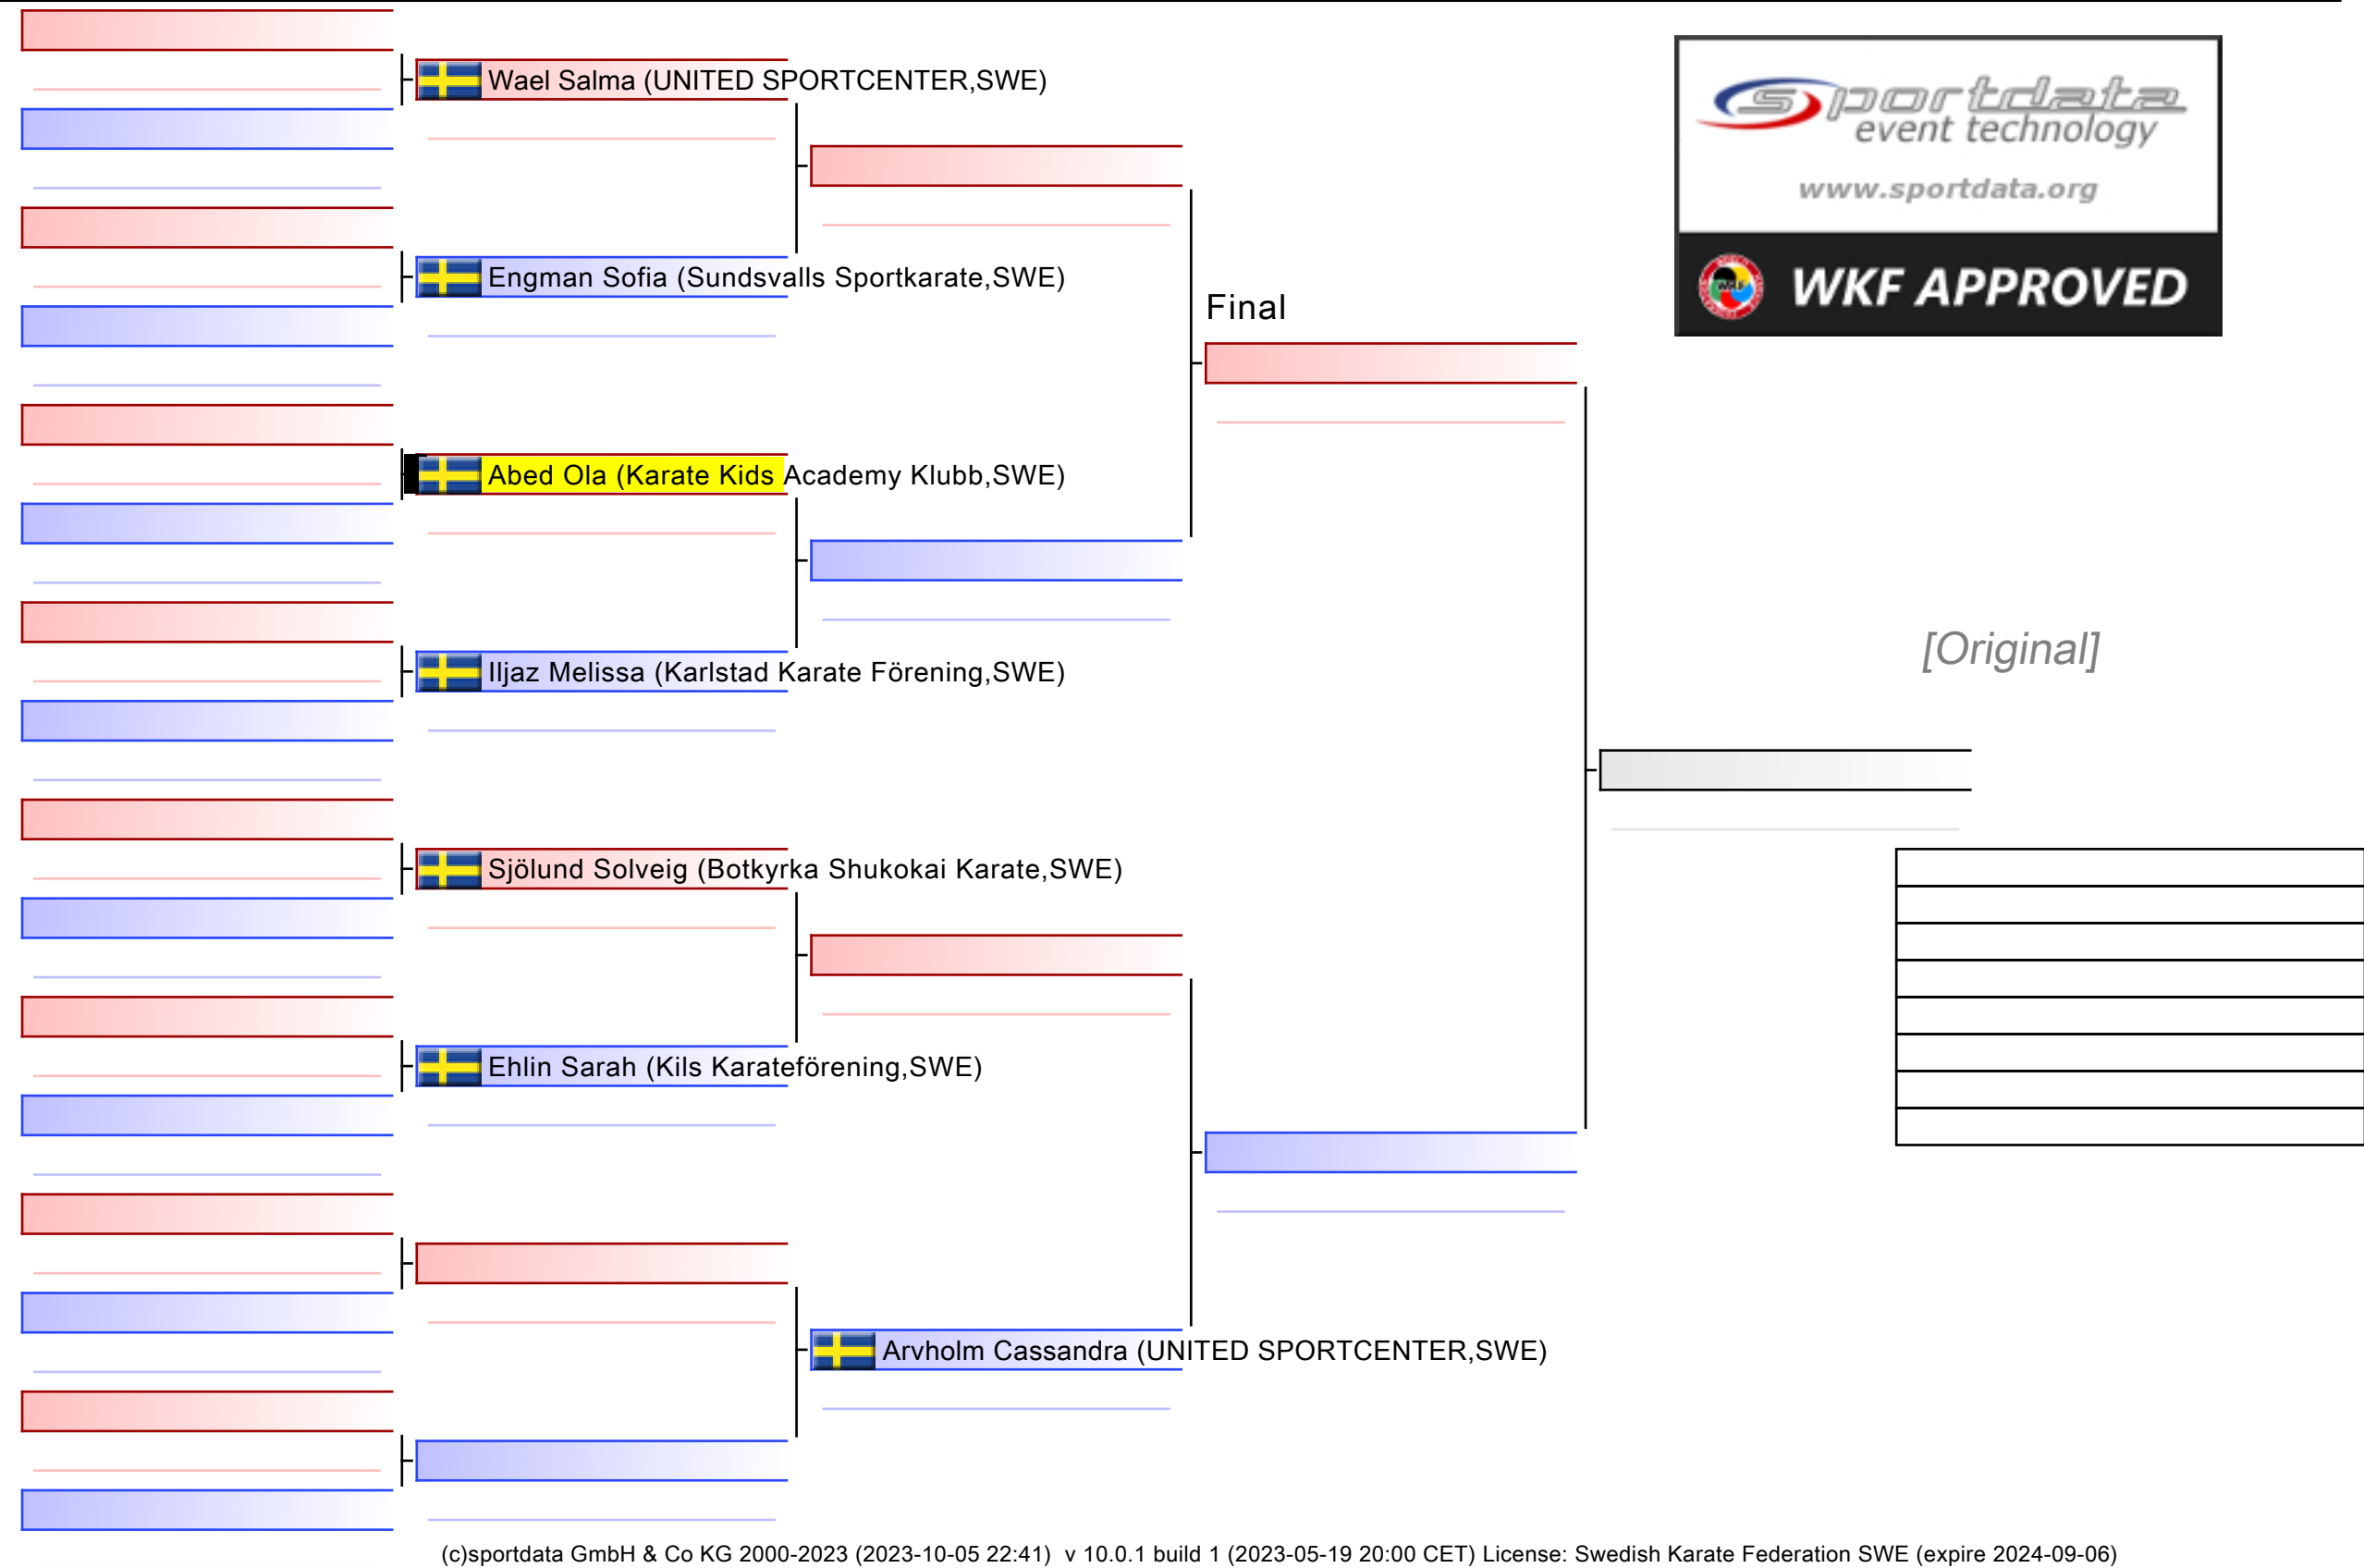 Wael Salma (UNITED SPORTCENTER,SWE)
sportdata
event technology
www.sportdata.org
WKF APPROVED
Engman Sofia (Sundsvalls Sportkarate,SWE)
Final
Abed Ola (Karate Kids Academy Klubb,SWE)
[Original]
Iljaz Melissa (Karlstad Karate Förening,SWE)
Sjölund Solveig (Botkyrka Shukokai Karate,SWE)
Ehlin Sarah (Kils Karateförening,SWE)
Arvholm Cassandra (UNITED SPORTCENTER,SWE)
(c)sportdata GmbH & Co KG 2000-2023 (2023-10-05 22:41) v 10.0.1 build 1 (2023-05-19 20:00 CET) License: Swedish Karate Federation SWE (expire 2024-09-06)